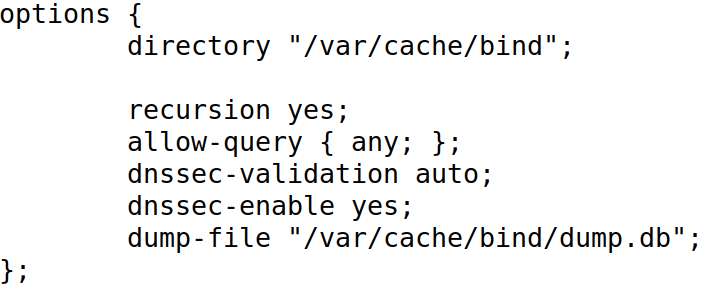 options {
        directory "/var/cache/bind";

        recursion yes;
        allow-query { any; };
        dnssec-validation auto;
        dnssec-enable yes;
        dump-file "/var/cache/bind/dump.db";
};